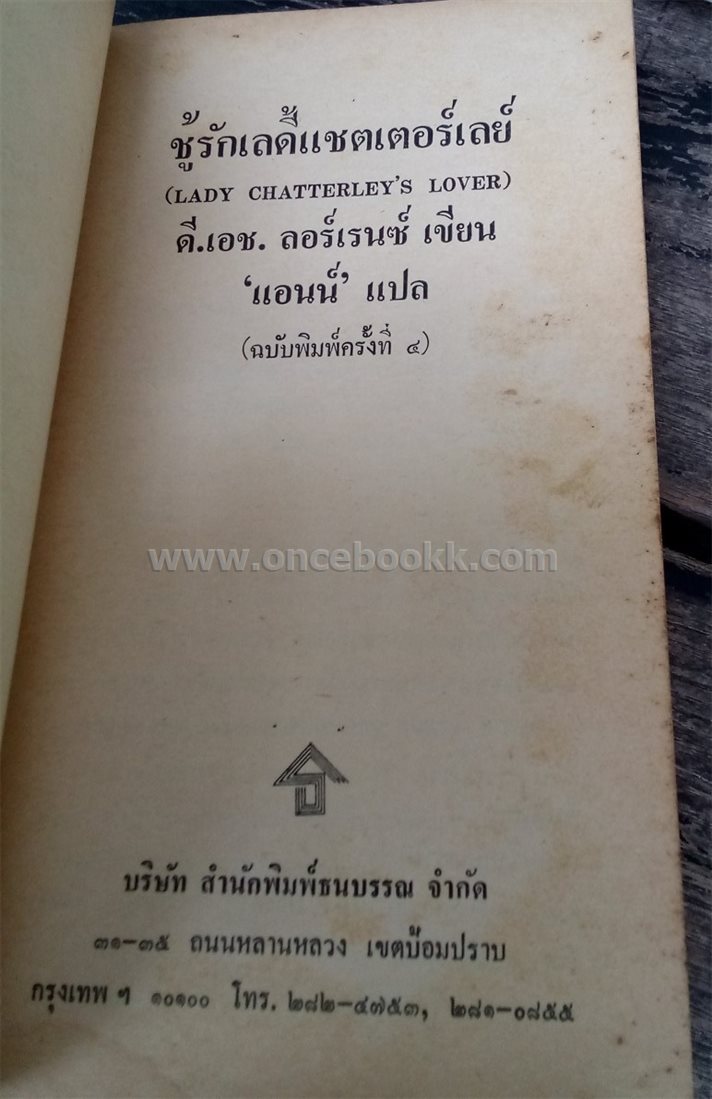 ชู้รักเลดี้แชตเตอร์เลย์
(LADY CHATTERLEY'S LOVER)
ดี.เอช. ลอร์เรนซ์ เขียน
'แอนน์' แปล
(ฉบับพิมพ์ครั้งที่ ๔)
www.oncebookk.com
บริษัท สำนักพิมพ์ธนบรรณ จำกัด
๓๑-๓๕ ถนนหลานหลวง เขตป้อมปราบ
กรุงเทพ ฯ ๑๐๑๐๐ โทร. ๒๘๒-๔๗๕๓, ๒๘๑-๐๘๕๕